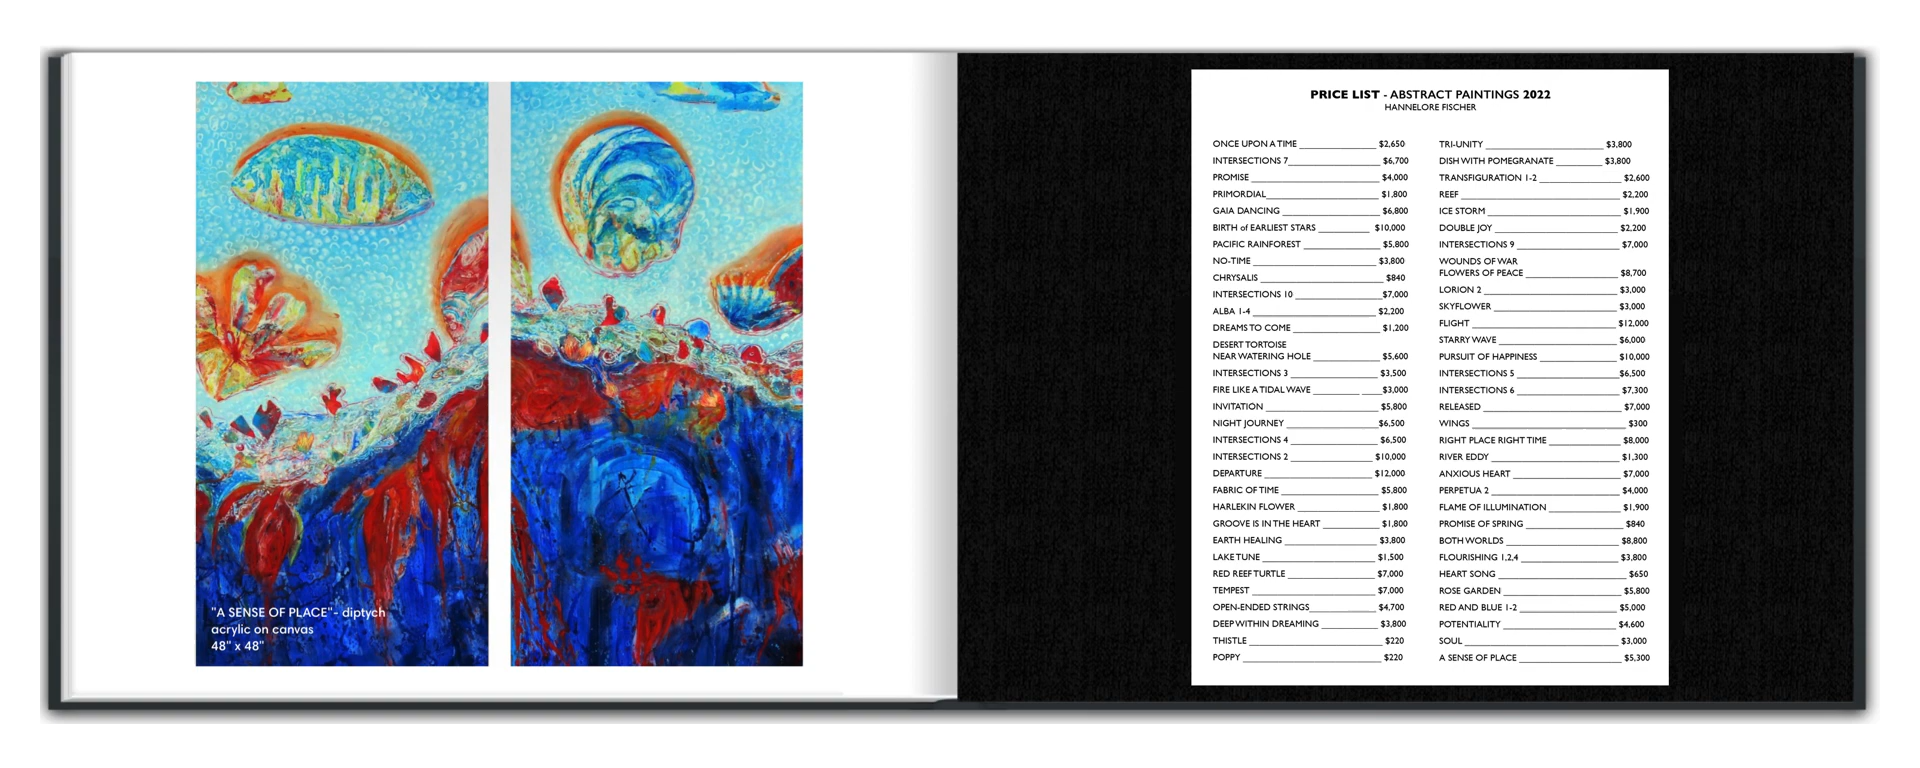 "A SENSE OF PLACE"- diptych
acrylic on canvas
48" x 48"
PRICE LIST - ABSTRACT PAINTINGS 2022
HANNELORE FISCHER
ONCE UPON A TIME $2,650
INTERSECTIONS 7 $6,700
PROMISE $4,000
PRIMORDIAL $1,800
GAIA DANCING $6,800
BIRTH of EARLIEST STARS $10,000
PACIFIC RAINFOREST $5,800
NO-TIME $3,800
CHRYSALIS $840
INTERSECTIONS 10 $7,000
ALBA 1-4 $2,200
DREAMS TO COME $1,200
DESERT TORTOISE
NEAR WATERING HOLE $5,600
INTERSECTIONS 3 $3,500
FIRE LIKE A TIDAL WAVE $3,000
INVITATION $5,800
NIGHT JOURNEY $6,500
INTERSECTIONS 4 $6,500
INTERSECTIONS 2 $10,000
DEPARTURE $12,000
FABRIC OF TIME $5,800
HARLEKIN FLOWER $1,800
GROOVE IS IN THE HEART $1,800
EARTH HEALING $3,800
LAKE TUNE $1,500
RED REEF TURTLE $7,000
TEMPEST $7,000
OPEN-ENDED STRINGS $4,700
DEEP WITHIN DREAMING $3,800
THISTLE $220
POPPY $220
TRI-UNITY $3,800
DISH WITH POMEGRANATE $3,800
TRANSFIGURATION 1-2 $2,600
REEF $2,200
ICE STORM $1,900
DOUBLE JOY $2,200
INTERSECTIONS 9 $7,000
WOUNDS OF WAR
FLOWERS OF PEACE $8,700
LORION 2 $3,000
SKYFLOWER $3,000
FLIGHT $12,000
STARRY WAVE $6,000
PURSUIT OF HAPPINESS $10,000
INTERSECTIONS 5 $6,500
INTERSECTIONS 6 $7,300
RELEASED $7,000
WINGS $300
RIGHT PLACE RIGHT TIME $8,000
RIVER EDDY $1,300
ANXIOUS HEART $7,000
PERPETUA 2 $4,000
FLAME OF ILLUMINATION $1,900
PROMISE OF SPRING $840
BOTH WORLDS $8,800
FLOURISHING 1,2,4 $3,800
HEART SONG $650
ROSE GARDEN $5,800
RED AND BLUE 1-2 $5,000
POTENTIALITY $4,600
SOUL $3,000
A SENSE OF PLACE $5,300